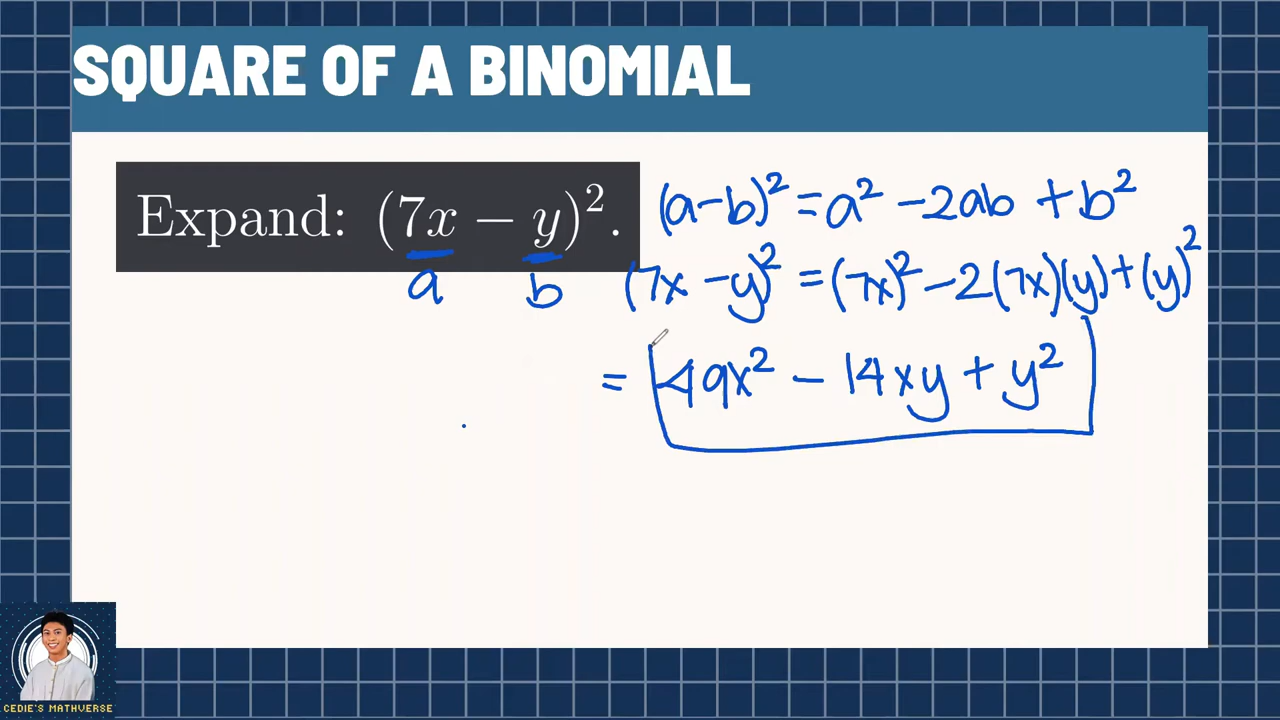 SQUARE OF A BINOMIAL
Expand: (7x − y)².
a b
(a-b)² = a² -2ab + b²
(7x -y)² = (7x)² -2(7x)(y)+(y)²
= 49x² - 14xy + y²
CEDIE'S MATHVERSE